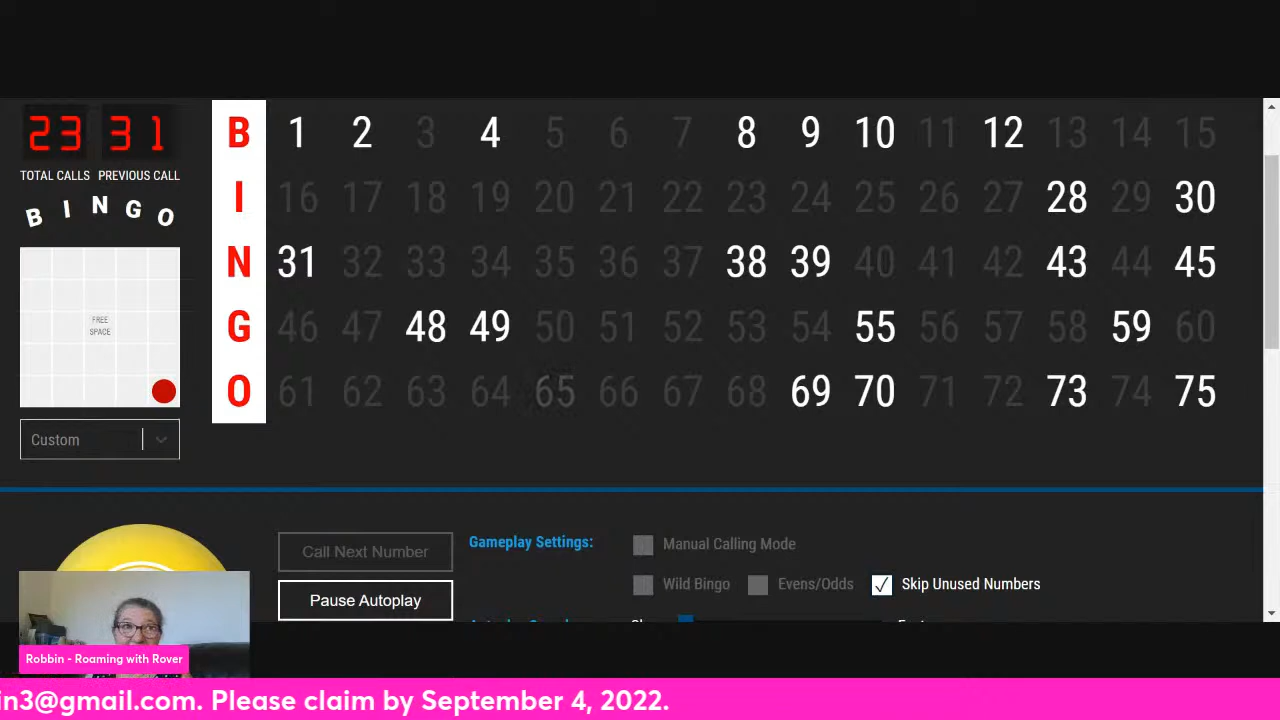 23 31
TOTAL CALLS PREVIOUS CALL
BINGO
FREE
SPACE
Custom
B 1 2 3 4 5 6 7 8 9 10 11 12 13 14 15
I 16 17 18 19 20 21 22 23 24 25 26 27 28 29 30
N 31 32 33 34 35 36 37 38 39 40 41 42 43 44 45
G 46 47 48 49 50 51 52 53 54 55 56 57 58 59 60
O 61 62 63 64 65 66 67 68 69 70 71 72 73 74 75
Call Next Number
Pause Autoplay
Gameplay Settings:
Manual Calling Mode
Wild Bingo Evens/Odds Skip Unused Numbers
Robbin - Roaming with Rover
in3@gmail.com. Please claim by September 4, 2022.